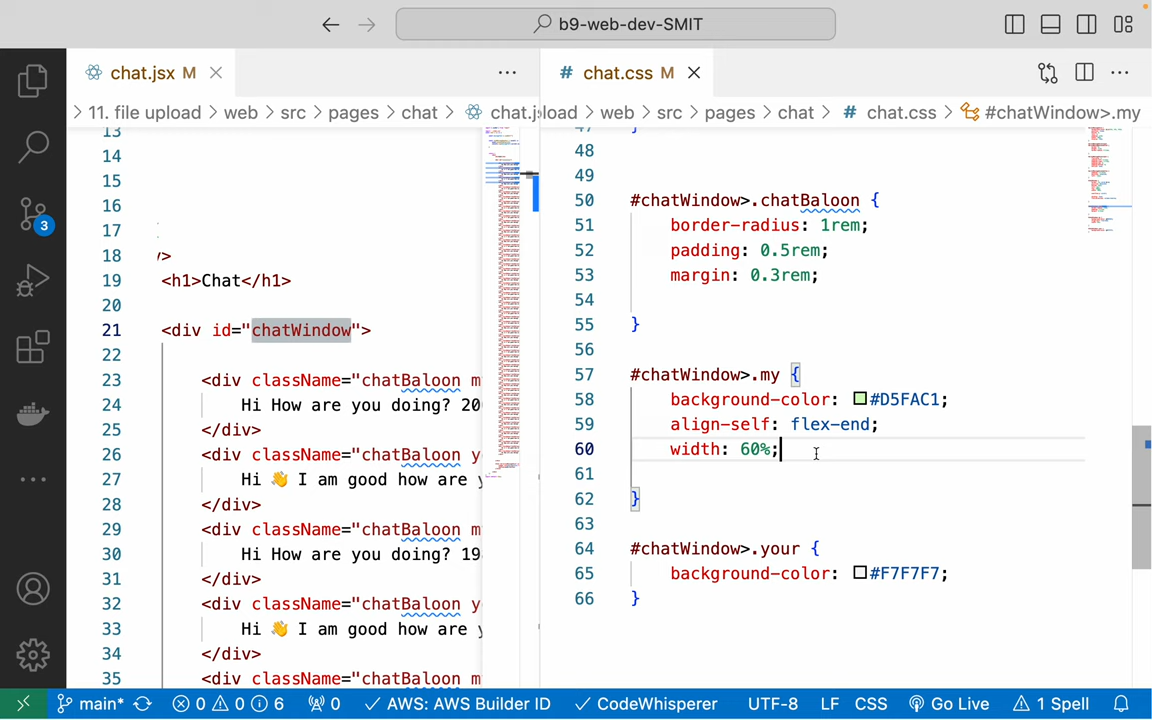 b9-web-dev-SMIT
chat.jsx M
11. file upload > web > src > pages > chat > chat.j
13
14
15
16
17
18 />
19 <h1>Chat</h1>
20
21 <div id="chatWindow">
22
23 <div className="chatBaloon m
24 Hi How are you doing? 20
25 </div>
26 <div className="chatBaloon y
27 Hi 👋 I am good how are y
28 </div>
29 <div className="chatBaloon m
30 Hi How are you doing? 19
31 </div>
32 <div className="chatBaloon y
33 Hi 👋 I am good how are y
34 </div>
35 <div className="chatBaloon m
# chat.css M
load > web > src > pages > chat > # chat.css > #chatWindow>.my
47 }
48
49
50 #chatWindow>.chatBaloon {
51 border-radius: 1rem;
52 padding: 0.5rem;
53 margin: 0.3rem;
54
55 }
56
57 #chatWindow>.my {
58 background-color: #D5FAC1;
59 align-self: flex-end;
60 width: 60%;
61
62 }
63
64 #chatWindow>.your {
65 background-color: #F7F7F7;
66 }
3
main* 0 0 6 0 AWS: AWS Builder ID CodeWhisperer UTF-8 LF CSS Go Live 1 Spell